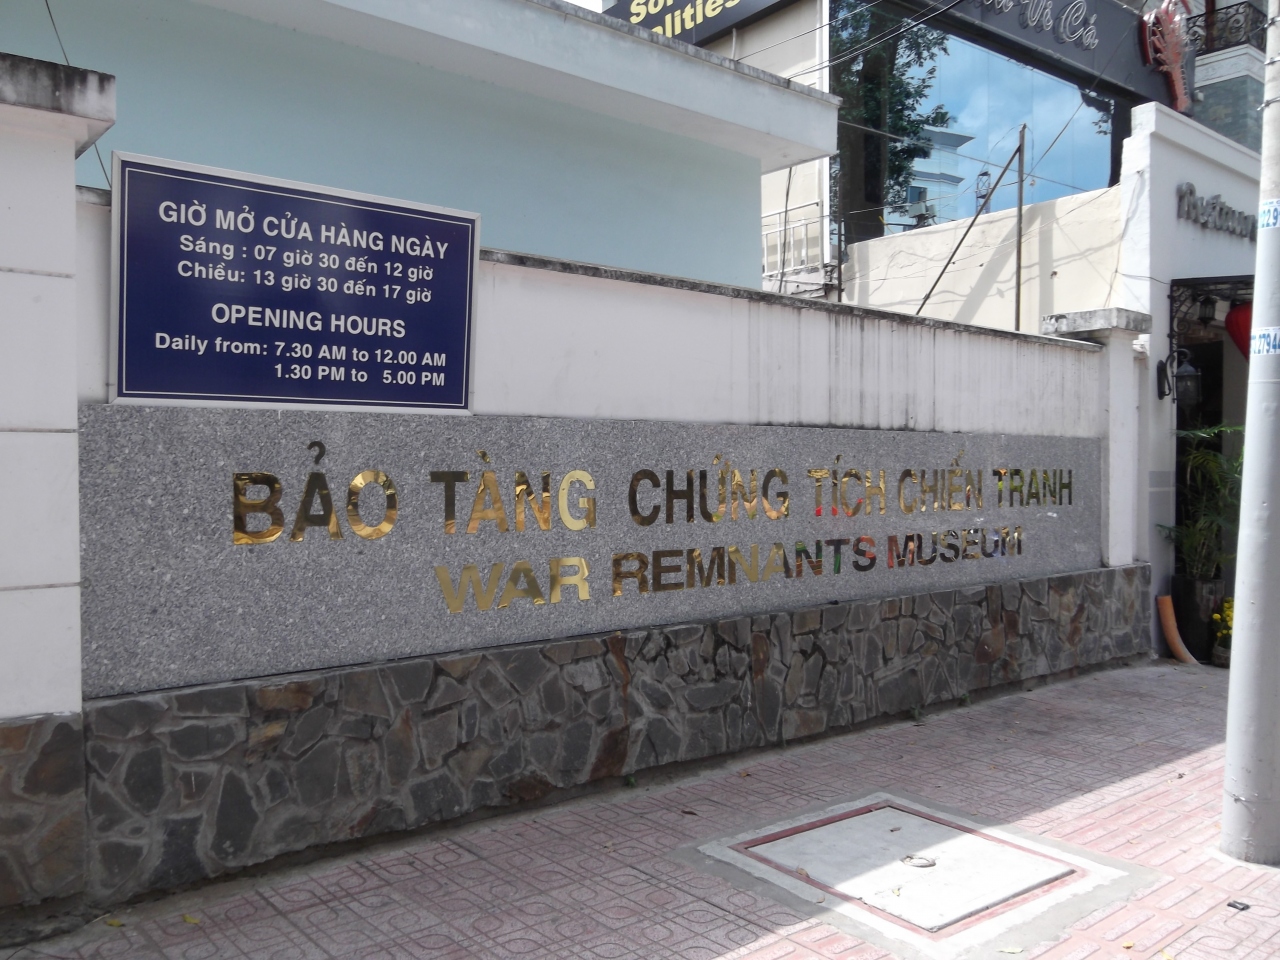 GIỜ MỞ CỬA HÀNG NGÀY
Sáng : 07 giờ 30 đến 12 giờ
Chiều: 13 giờ 30 đến 17 giờ
OPENING HOURS
Daily from: 7.30 AM to 12.00 AM
1.30 PM to 5.00 PM
BẢO TÀNG CHỨNG TÍCH CHIẾN TRANH
WAR REMNANTS MUSEUM
Vi Cá